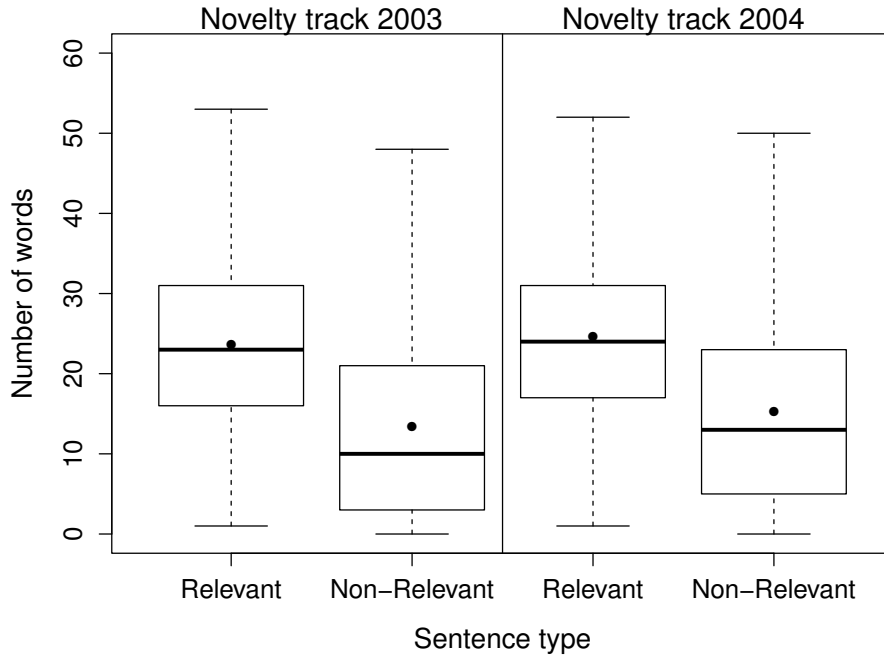 Novelty track 2003 Novelty track 2004
60
50
40
30
20
10
0
Number of words
Relevant Non−Relevant Relevant Non−Relevant
Sentence type